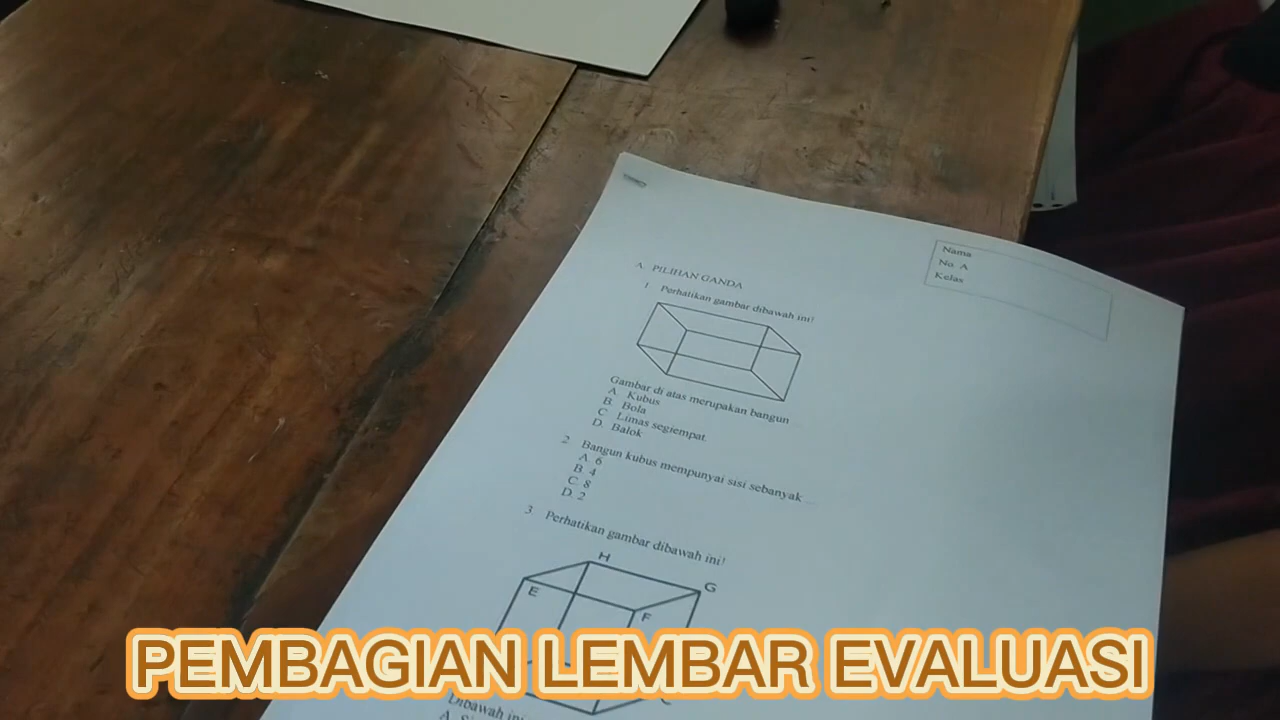 Nama
No A
Kelas
A. PILIHAN GANDA
1 Perhatikan gambar dibawah ini!
Gambar di atas merupakan bangun
A. Kubus
B. Bola
C Limas segiempat
D. Balok
2 Bangun kubus mempunyai sisi sebanyak ...
A. 6
B. 4
C. 8
D. 2
3 Perhatikan gambar dibawah ini!
H
G
E
F
PEMBAGIAN LEMBAR EVALUASI
Dibawah ini